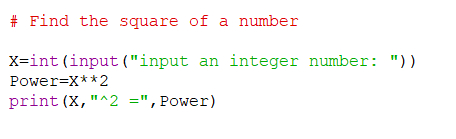 # Find the square of a number
X=int(input("input an integer number: "))
Power=X**2
print(X,"^2 =",Power)